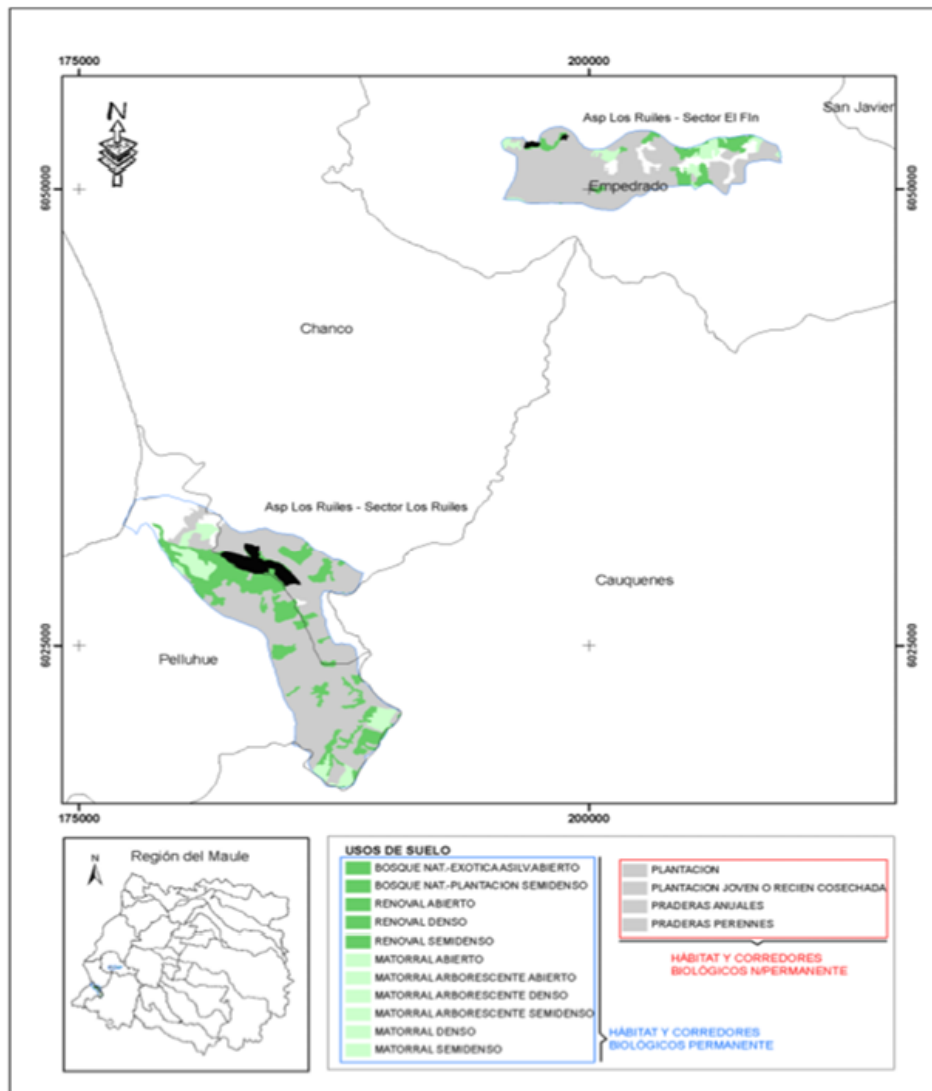 175000
200000
N
San Javier
Asp Los Ruiles - Sector El FIn
6050000
Empedrado
6050000
Chanco
Asp Los Ruiles - Sector Los Ruiles
Cauquenes
6025000
Pelluhue
6025000
175000
200000
Región del Maule
N
USOS DE SUELO
BOSQUE NAT.-EXOTICA ASILV.ABIERTO
BOSQUE NAT.-PLANTACION SEMIDENSO
RENOVAL ABIERTO
RENOVAL DENSO
RENOVAL SEMIDENSO
MATORRAL ABIERTO
MATORRAL ARBORESCENTE ABIERTO
MATORRAL ARBORESCENTE DENSO
MATORRAL ARBORESCENTE SEMIDENSO
MATORRAL DENSO
MATORRAL SEMIDENSO
HÁBITAT Y CORREDORES
BIOLÓGICOS PERMANENTE
PLANTACION
PLANTACION JOVEN O RECIEN COSECHADA
PRADERAS ANUALES
PRADERAS PERENNES
HÁBITAT Y CORREDORES
BIOLÓGICOS N/PERMANENTE